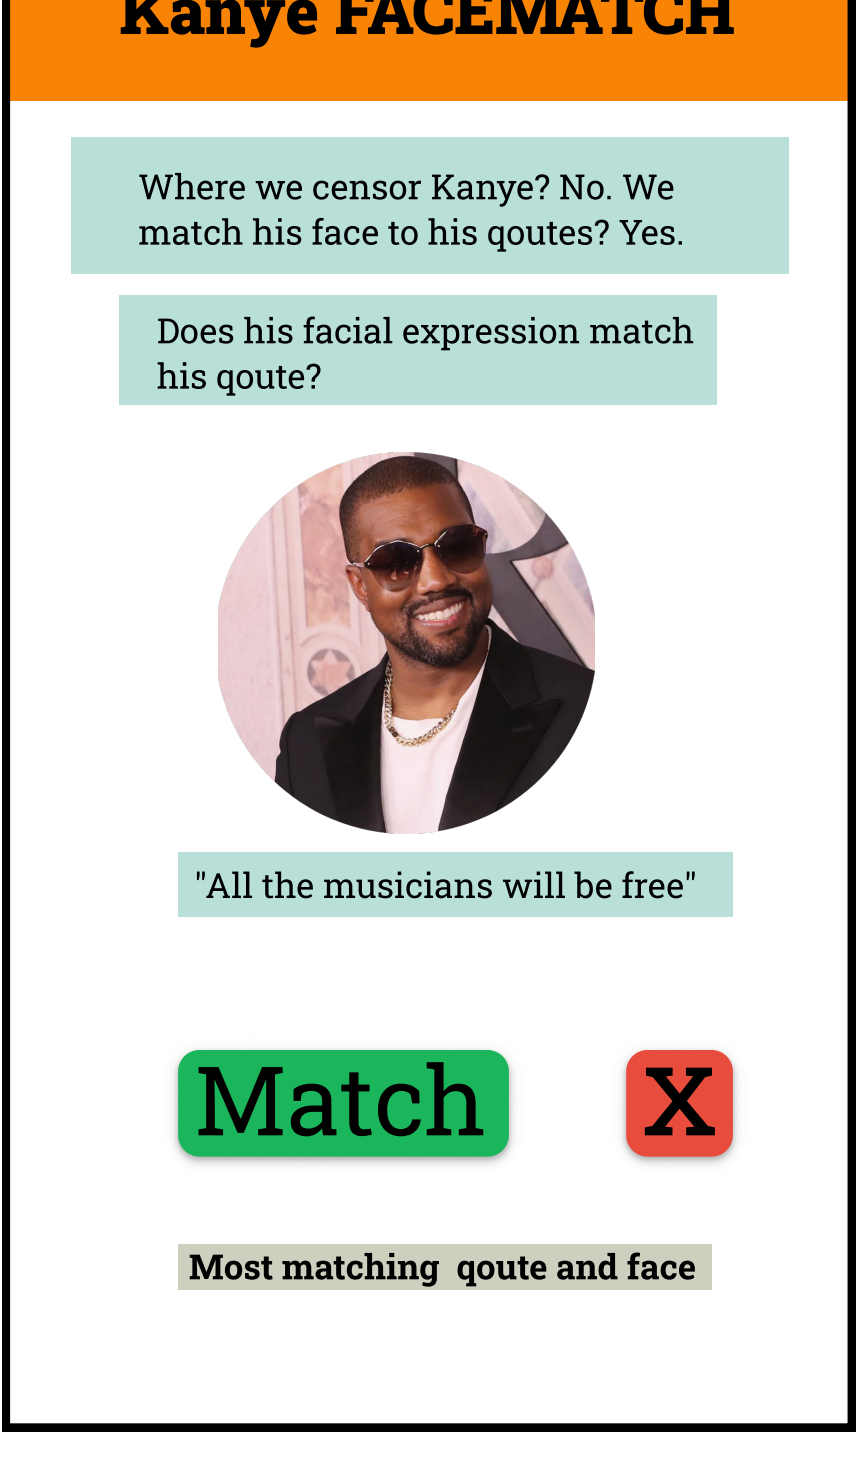 Kanye FACEMATCH
Where we censor Kanye? No. We
match his face to his qoutes? Yes.
Does his facial expression match
his qoute?
"All the musicians will be free"
Match
X
Most matching  qoute and face